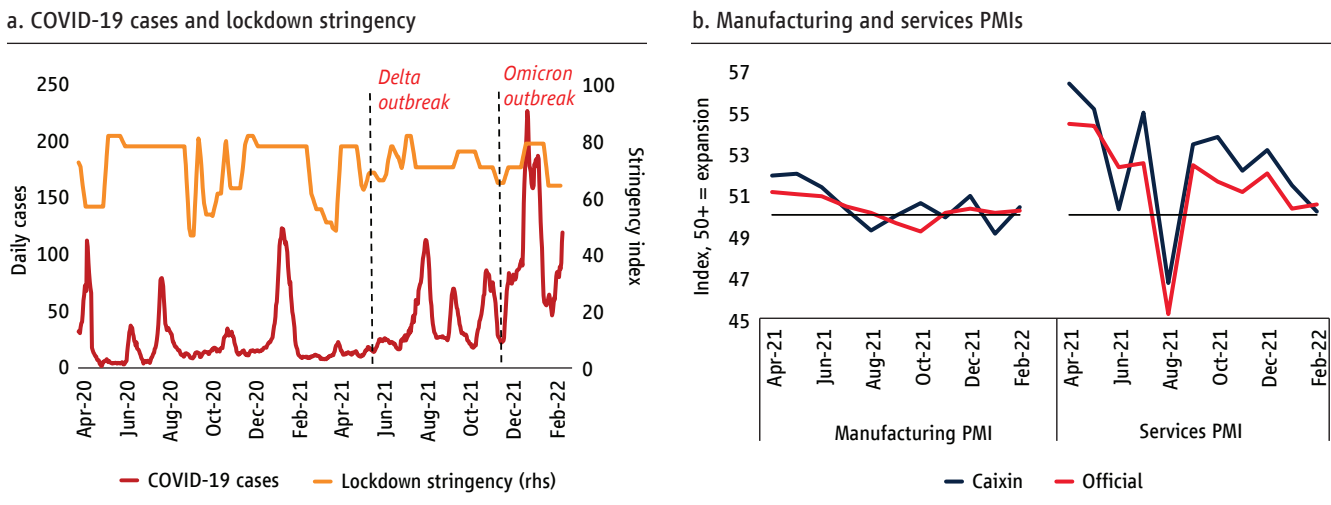 a. COVID-19 cases and lockdown stringency
Delta
outbreak
Omicron
outbreak
250
200
150
100
50
0
Daily cases
100
80
60
40
20
0
Stringency index
Apr-20
Jun-20
Aug-20
Oct-20
Dec-20
Feb-21
Apr-21
Jun-21
Aug-21
Oct-21
Dec-21
Feb-22
COVID-19 cases
Lockdown stringency (rhs)
b. Manufacturing and services PMIs
57
55
53
51
49
47
45
Index, 50+ = expansion
Apr-21
Jun-21
Aug-21
Oct-21
Dec-21
Feb-22
Apr-21
Jun-21
Aug-21
Oct-21
Dec-21
Feb-22
Manufacturing PMI
Services PMI
Caixin
Official